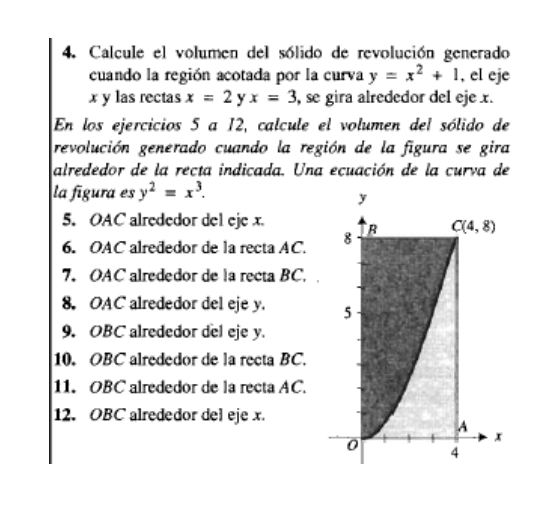 4. Calcule el volumen del sólido de revolución generado
cuando la región acotada por la curva y = x² + 1, el eje
x y las rectas x = 2 y x = 3, se gira alrededor del eje x.
En los ejercicios 5 a 12, calcule el volumen del sólido de
revolución generado cuando la región de la figura se gira
alrededor de la recta indicada. Una ecuación de la curva de
la figura es y² = x³.
5. OAC alrededor del eje x.
6. OAC alrededor de la recta AC.
7. OAC alrededor de la recta BC.
8. OAC alrededor del eje y.
9. OBC alrededor del eje y.
10. OBC alrededor de la recta BC.
11. OBC alrededor de la recta AC.
12. OBC alrededor del eje x.
y
8 B C(4, 8)
5
A
O 4 x